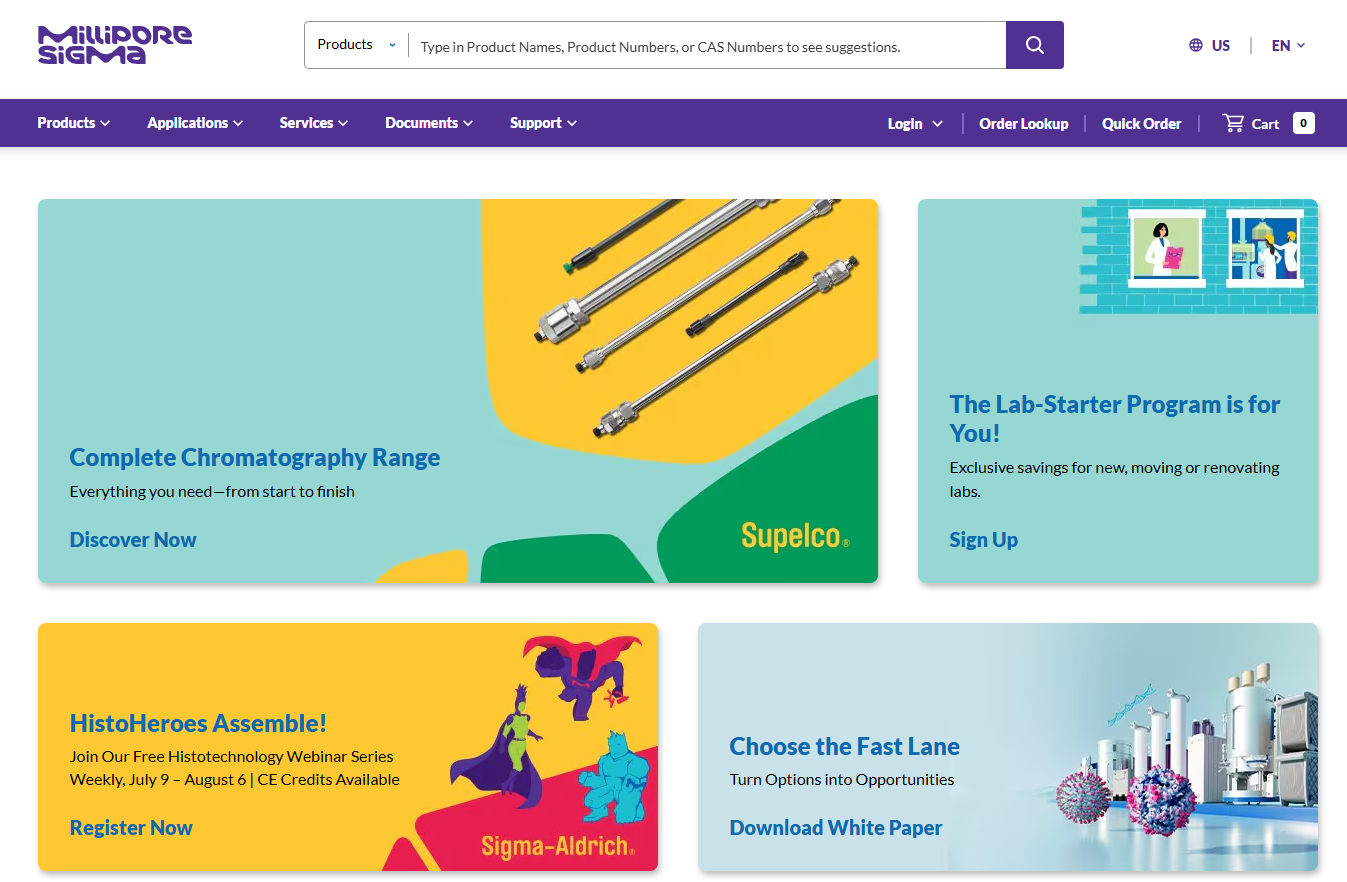 MILLIPORE
SIGMA
Products
Type in Product Names, Product Numbers, or CAS Numbers to see suggestions.
US
EN
Products
Applications
Services
Documents
Support
Login
Order Lookup
Quick Order
Cart
0
Complete Chromatography Range
Everything you need—from start to finish
Discover Now
Supelco®
The Lab-Starter Program is for
You!
Exclusive savings for new, moving or renovating
labs.
Sign Up
HistoHeroes Assemble!
Join Our Free Histotechnology Webinar Series
Weekly, July 9 – August 6 | CE Credits Available
Register Now
Sigma-Aldrich®
Choose the Fast Lane
Turn Options into Opportunities
Download White Paper